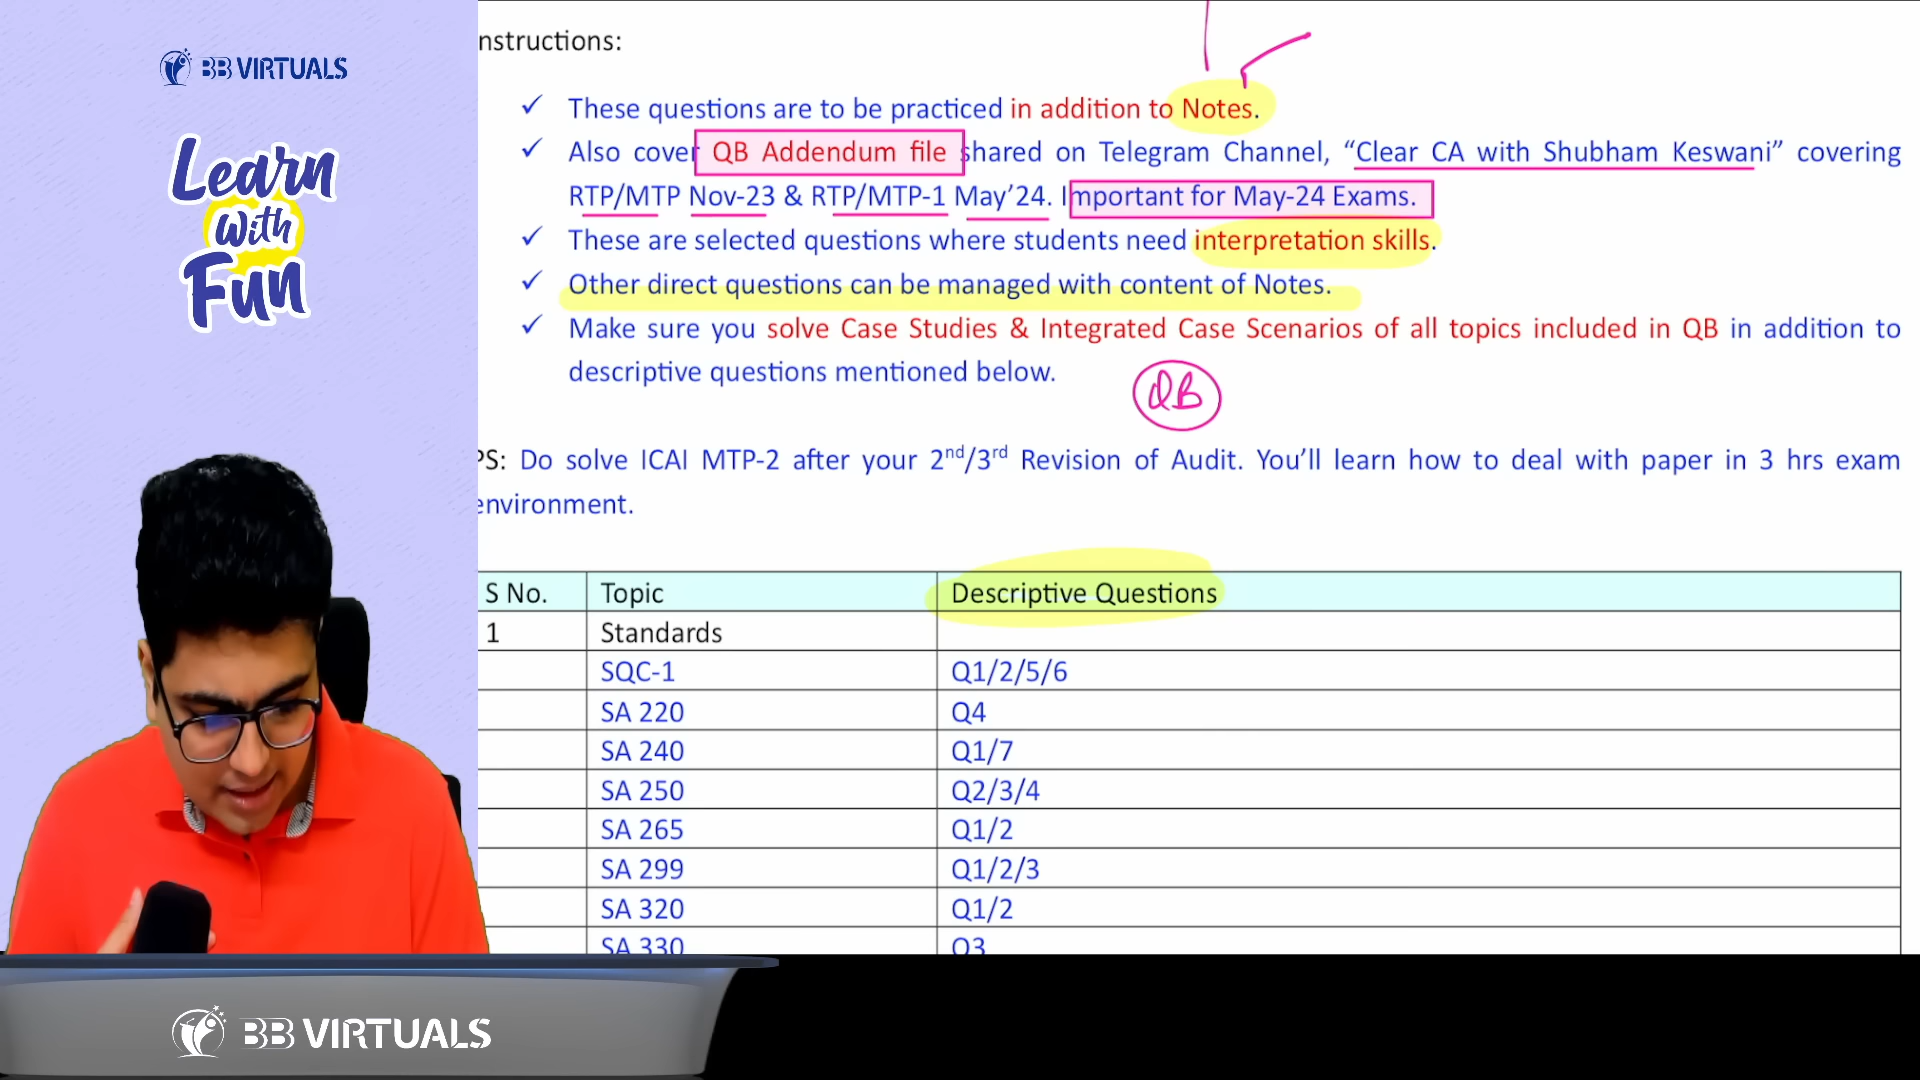 BB VIRTUALS
Learn
With
Fun
nstructions:
✓ These questions are to be practiced in addition to Notes.
✓ Also cover QB Addendum file shared on Telegram Channel, “Clear CA with Shubham Keswani” covering
RTP/MTP Nov-23 & RTP/MTP-1 May’24. Important for May-24 Exams.
✓ These are selected questions where students need interpretation skills.
✓ Other direct questions can be managed with content of Notes.
✓ Make sure you solve Case Studies & Integrated Case Scenarios of all topics included in QB in addition to
descriptive questions mentioned below.
QB
PS: Do solve ICAI MTP-2 after your 2nd/3rd Revision of Audit. You’ll learn how to deal with paper in 3 hrs exam
environment.
S No. Topic Descriptive Questions
1 Standards
SQC-1 Q1/2/5/6
SA 220 Q4
SA 240 Q1/7
SA 250 Q2/3/4
SA 265 Q1/2
SA 299 Q1/2/3
SA 320 Q1/2
SA 330 Q3
BB VIRTUALS